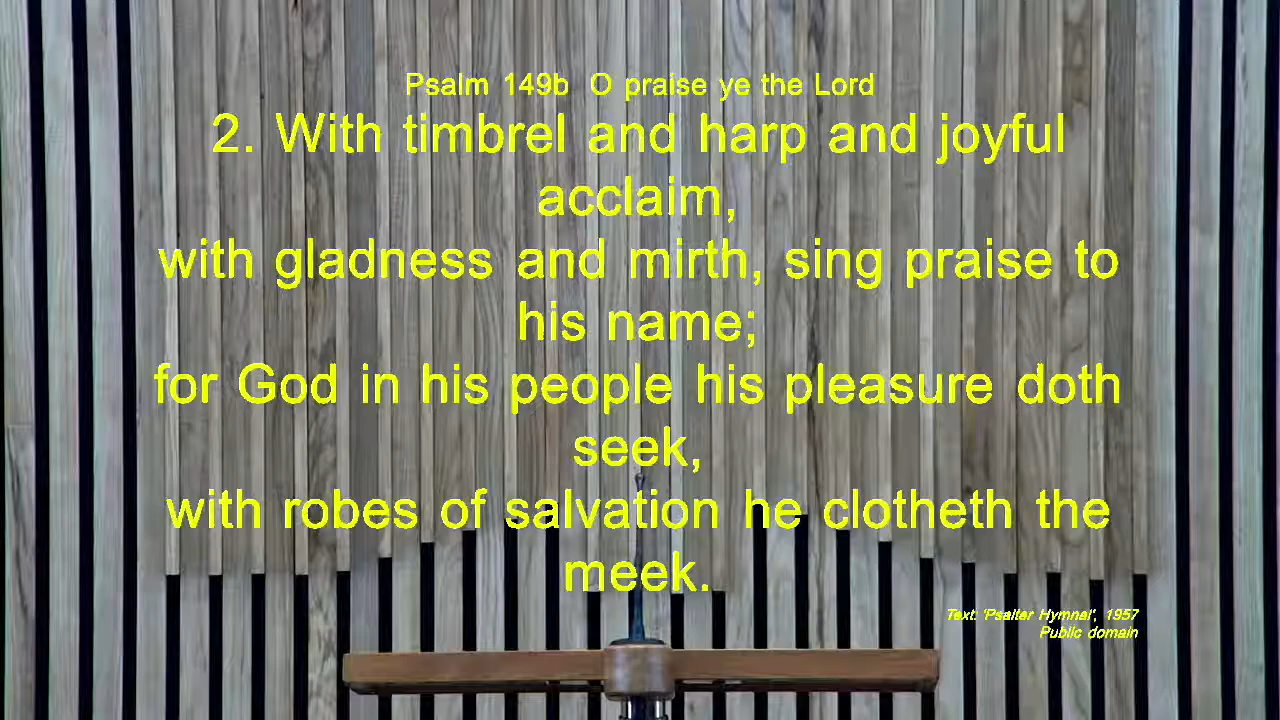 Psalm 149b O praise ye the Lord
2. With timbrel and harp and joyful
acclaim,
with gladness and mirth, sing praise to
his name;
for God in his people his pleasure doth
seek,
with robes of salvation he clotheth the
meek.
Text: 'Psalter Hymnal', 1957
Public domain